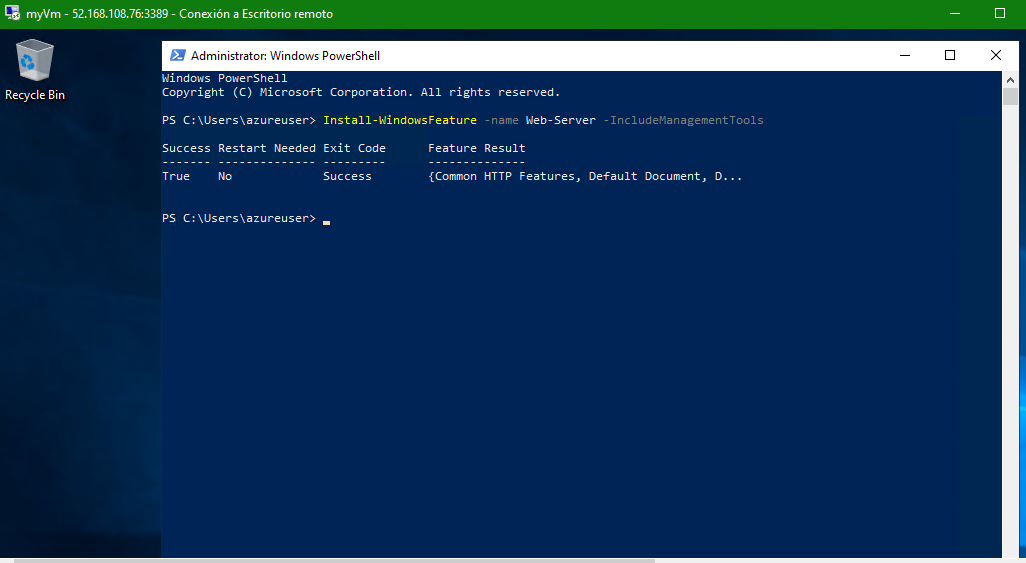 myVm - 52.168.108.76:3389 - Conexión a Escritorio remoto
Recycle Bin
Administrator: Windows PowerShell
Windows PowerShell
Copyright (C) Microsoft Corporation. All rights reserved.
PS C:\Users\azureuser> Install-WindowsFeature -name Web-Server -IncludeManagementTools
Success Restart Needed Exit Code      Feature Result
------- -------------- ---------      --------------
True    No             Success        {Common HTTP Features, Default Document, D...
PS C:\Users\azureuser>